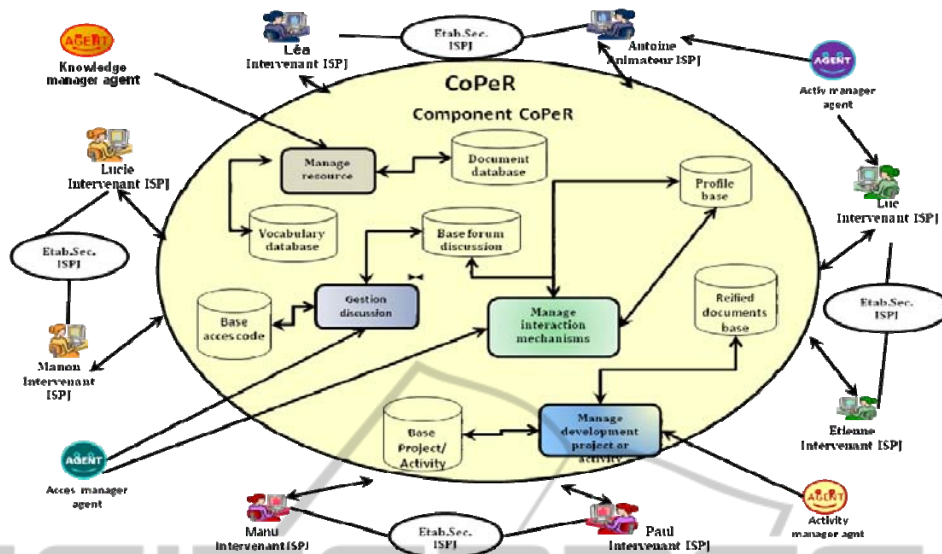 Etab.Sec.
ISPJ
Léa
Intervenant ISPJ
Antoine
Animateur ISPJ
AGENT
Knowledge
manager agent
AGENT
Activ manager
agent
CoPeR
Component CoPeR
Manage
resource
Document
database
Profile
base
Lucie
Intervenant ISPJ
Luc
Intervenant ISPJ
Vocabulary
database
Base forum
discussion
Etab.Sec.
ISPJ
Gestion
discussion
Base
acces code
Manage
interaction
mechanisms
Reified
documents
base
Etab.Sec.
ISPJ
Manon
Intervenant
ISPJ
Etienne
Intervenant ISPJ
Base
Project/
Activity
Manage
development
project or
activity
AGENT
Acces manager
agent
AGENT
Activity
manager agnt
Manu
Intervenant ISPJ
Etab.Sec.
ISPJ
Paul
Intervenant ISPJ